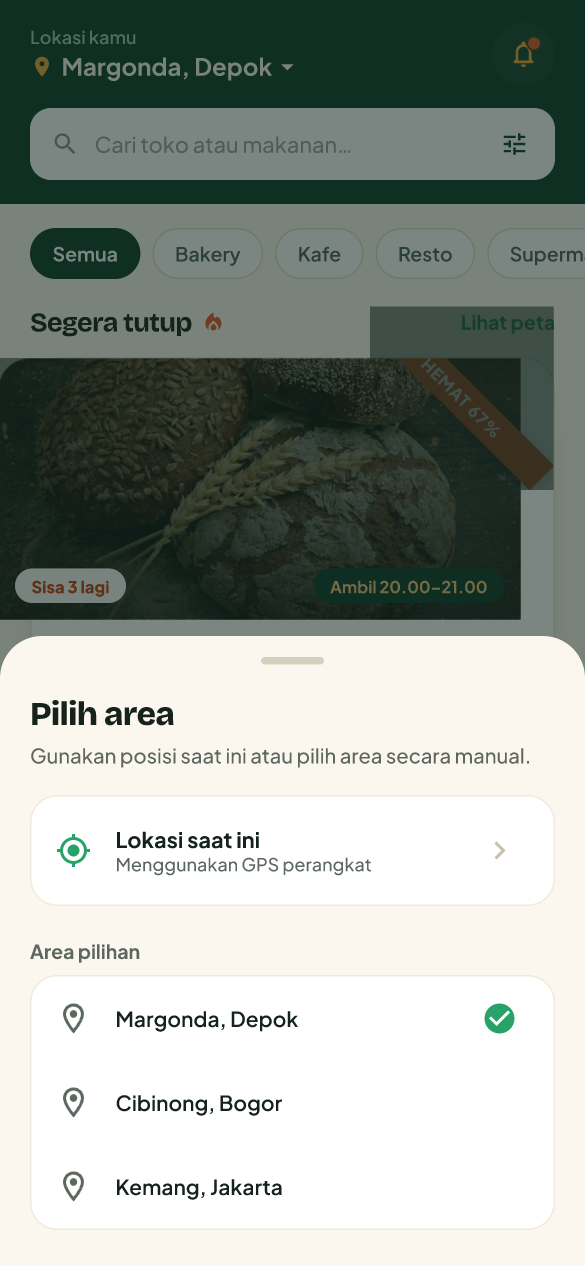 Lokasi kamu
Margonda, Depok
Cari toko atau makanan...
Semua
Bakery
Kafe
Resto
Superm
Segera tutup
Lihat peta
HEMAT 67%
Sisa 3 lagi
Ambil 20.00–21.00
Pilih area
Gunakan posisi saat ini atau pilih area secara manual.
Lokasi saat ini
Menggunakan GPS perangkat
Area pilihan
Margonda, Depok
Cibinong, Bogor
Kemang, Jakarta